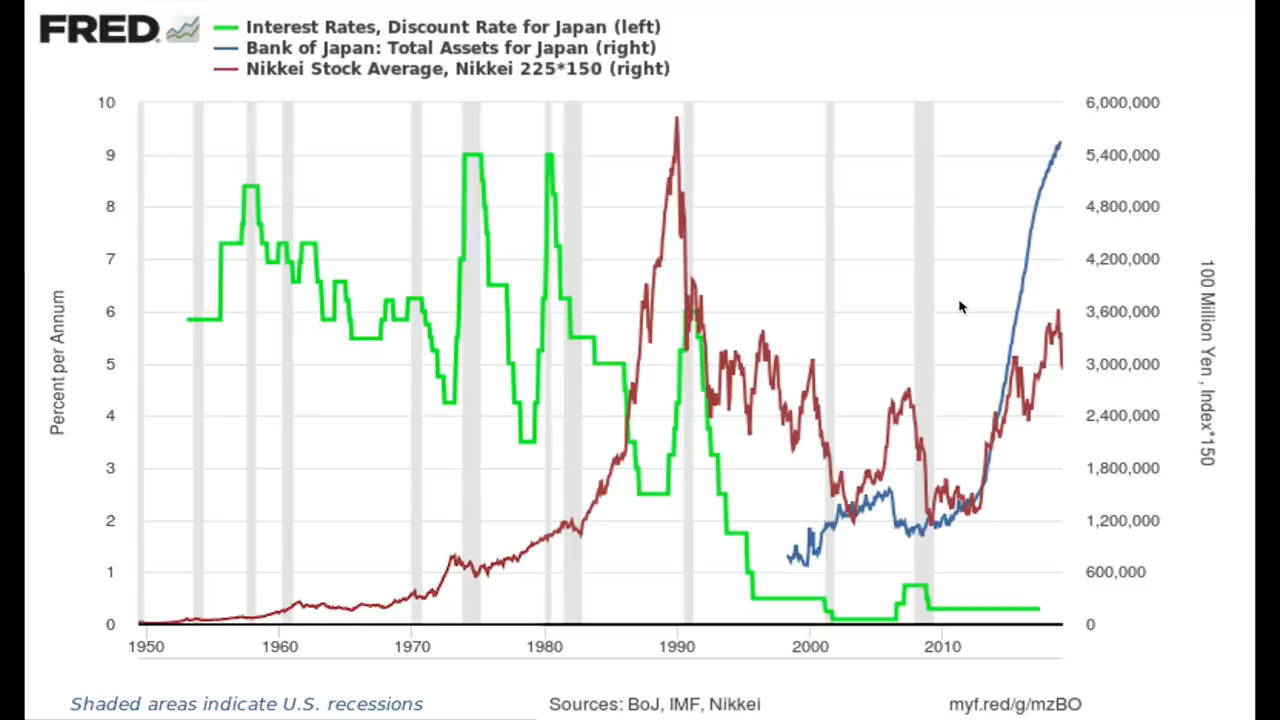 FRED
Interest Rates, Discount Rate for Japan (left)
Bank of Japan: Total Assets for Japan (right)
Nikkei Stock Average, Nikkei 225*150 (right)
10 6,000,000
9 5,400,000
8 4,800,000
7 4,200,000
6 3,600,000
5 3,000,000
4 2,400,000
3 1,800,000
2 1,200,000
1 600,000
0 0
Percent per Annum
100 Million Yen , Index*150
1950 1960 1970 1980 1990 2000 2010
Shaded areas indicate U.S. recessions Sources: BoJ, IMF, Nikkei myf.red/g/mzBO